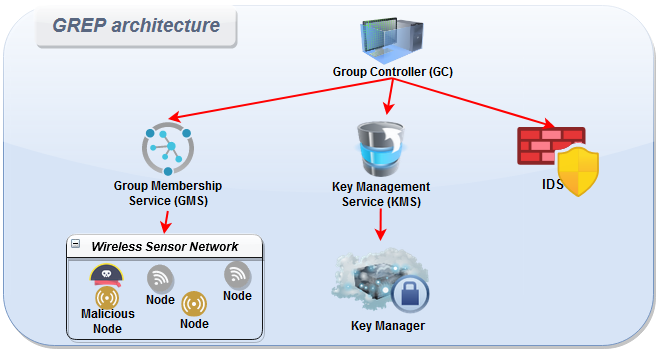 GREP architecture
Group Controller (GC)
Group Membership
Service (GMS)
Key Management
Service (KMS)
IDS
Wireless Sensor Network
Malicious
Node
Node
Node
Node
Key Manager